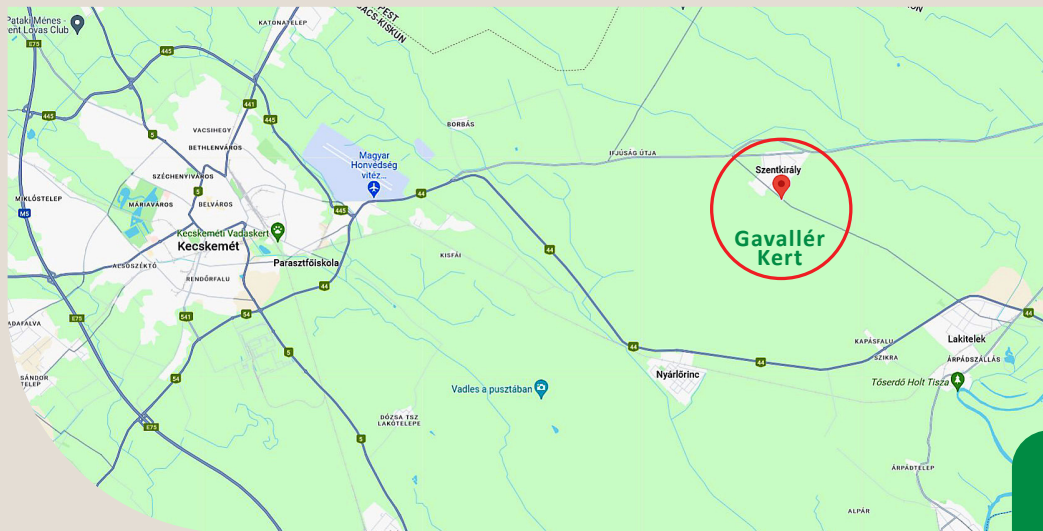 Pataki Ménes -
ent Lovas Club
KATONATELEP
PEST
BÁCS-KISKUN
E75
445
445
441
445
5
BORBÁS
VACSIHEGY
BETHLENVÁROS
Magyar
Honvédség
vitéz...
IFJÚSÁG ÚTJA
Szentkirály
SZÉCHENYIVÁROS
44
44
5
MIKLÓSTELEP
MÁRIAVÁROS
BELVÁROS
445
M5
Kecskeméti Vadaskert
Gavallér
Kert
Kecskemét
44
KISFÁI
Parasztfőiskola
ALSÓSZÉKTÓ
RENDŐRFALU
44
E75
541
54
44
ADAFALVA
KAPÁSFALU
Lakitelek
44
5
44
SZIKRA
ÁRPÁDSZÁLLÁS
SÁNDOR
TELEP
54
Nyárlőrinc
Tőserdő Holt Tisza
Vadles a pusztában
DÓZSA TSZ
LAKÓTELEPE
E75
5
ÁRPÁDTELEP
ALPÁR